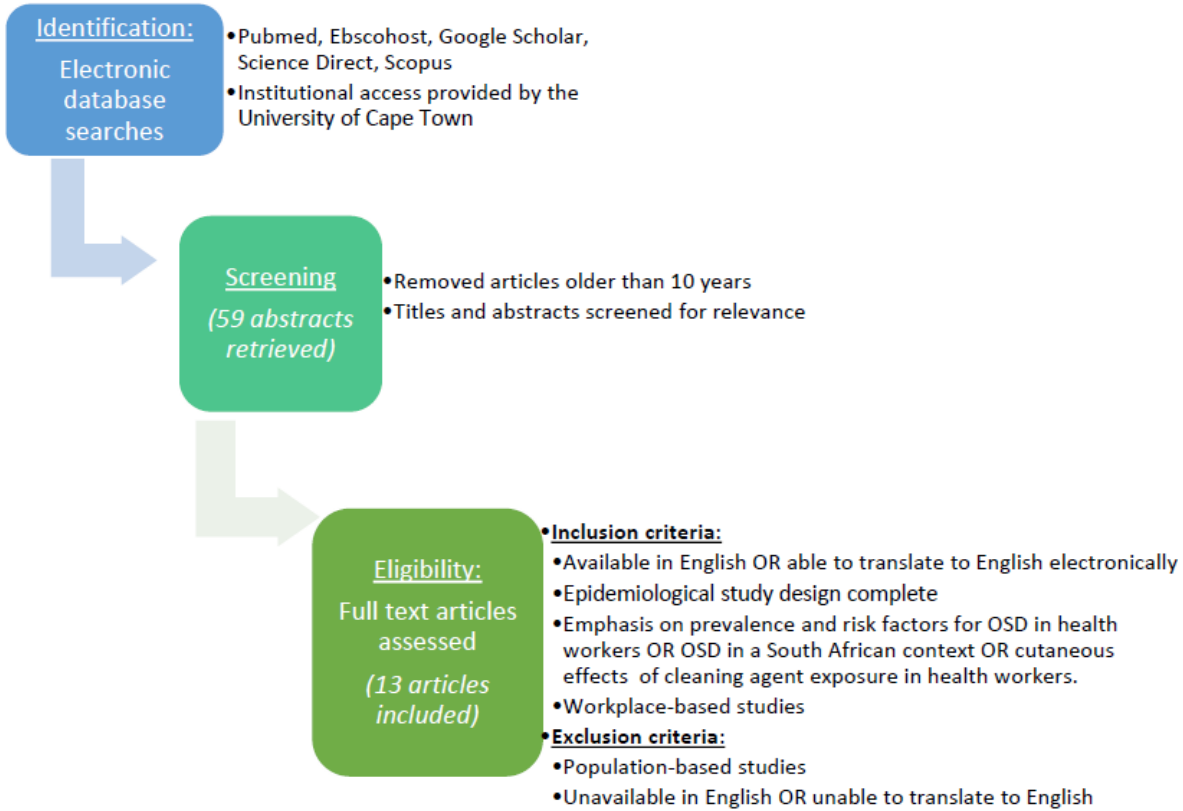 Identification:
Electronic
database
searches
•Pubmed, Ebscohost, Google Scholar,
Science Direct, Scopus
•Institutional access provided by the
University of Cape Town
Screening
(59 abstracts
retrieved)
•Removed articles older than 10 years
•Titles and abstracts screened for relevance
Eligibility:
Full text articles
assessed
(13 articles
included)
•Inclusion criteria:
•Available in English OR able to translate to English electronically
•Epidemiological study design complete
•Emphasis on prevalence and risk factors for OSD in health
workers OR OSD in a South African context OR cutaneous
effects of cleaning agent exposure in health workers.
•Workplace-based studies
•Exclusion criteria:
•Population-based studies
•Unavailable in English OR unable to translate to English